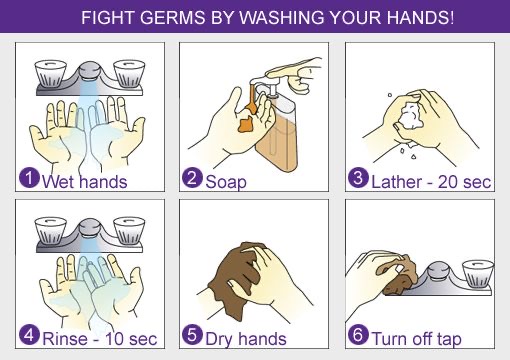 FIGHT GERMS BY WASHING YOUR HANDS!
1 Wet hands
2 Soap
3 Lather - 20 sec
4 Rinse - 10 sec
5 Dry hands
6 Turn off tap